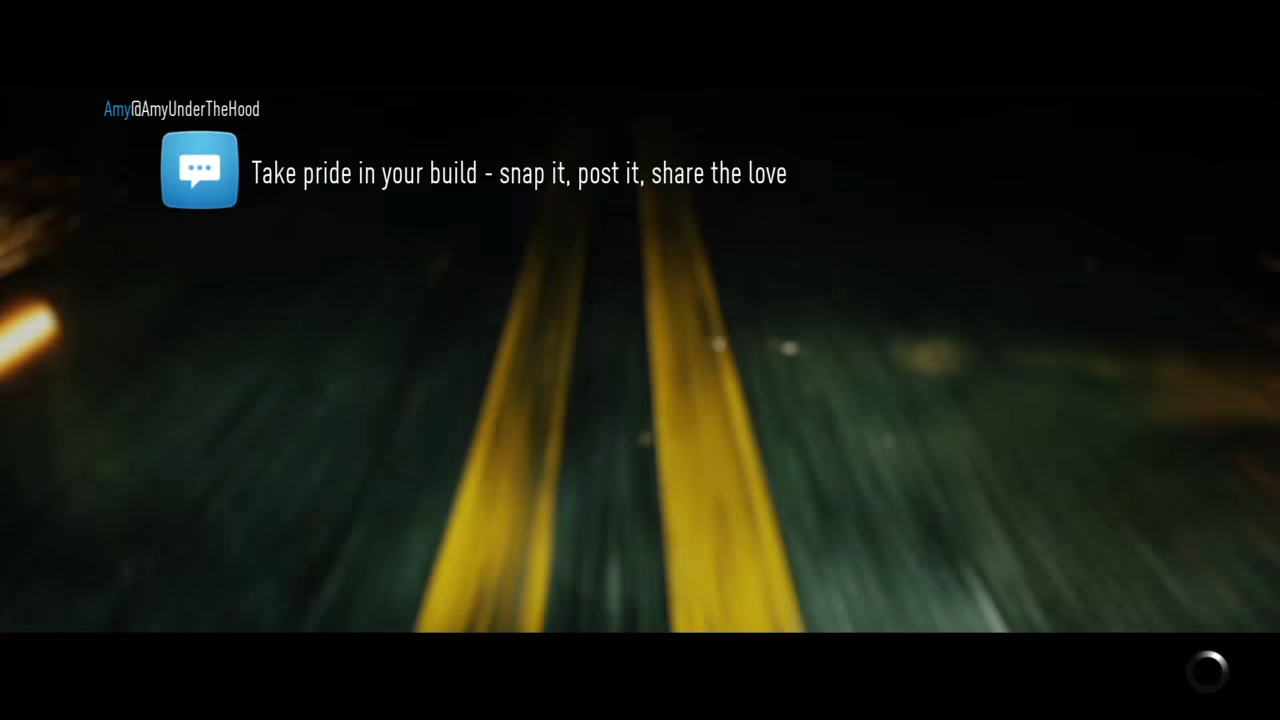 Amy@AmyUnderTheHood
Take pride in your build - snap it, post it, share the love